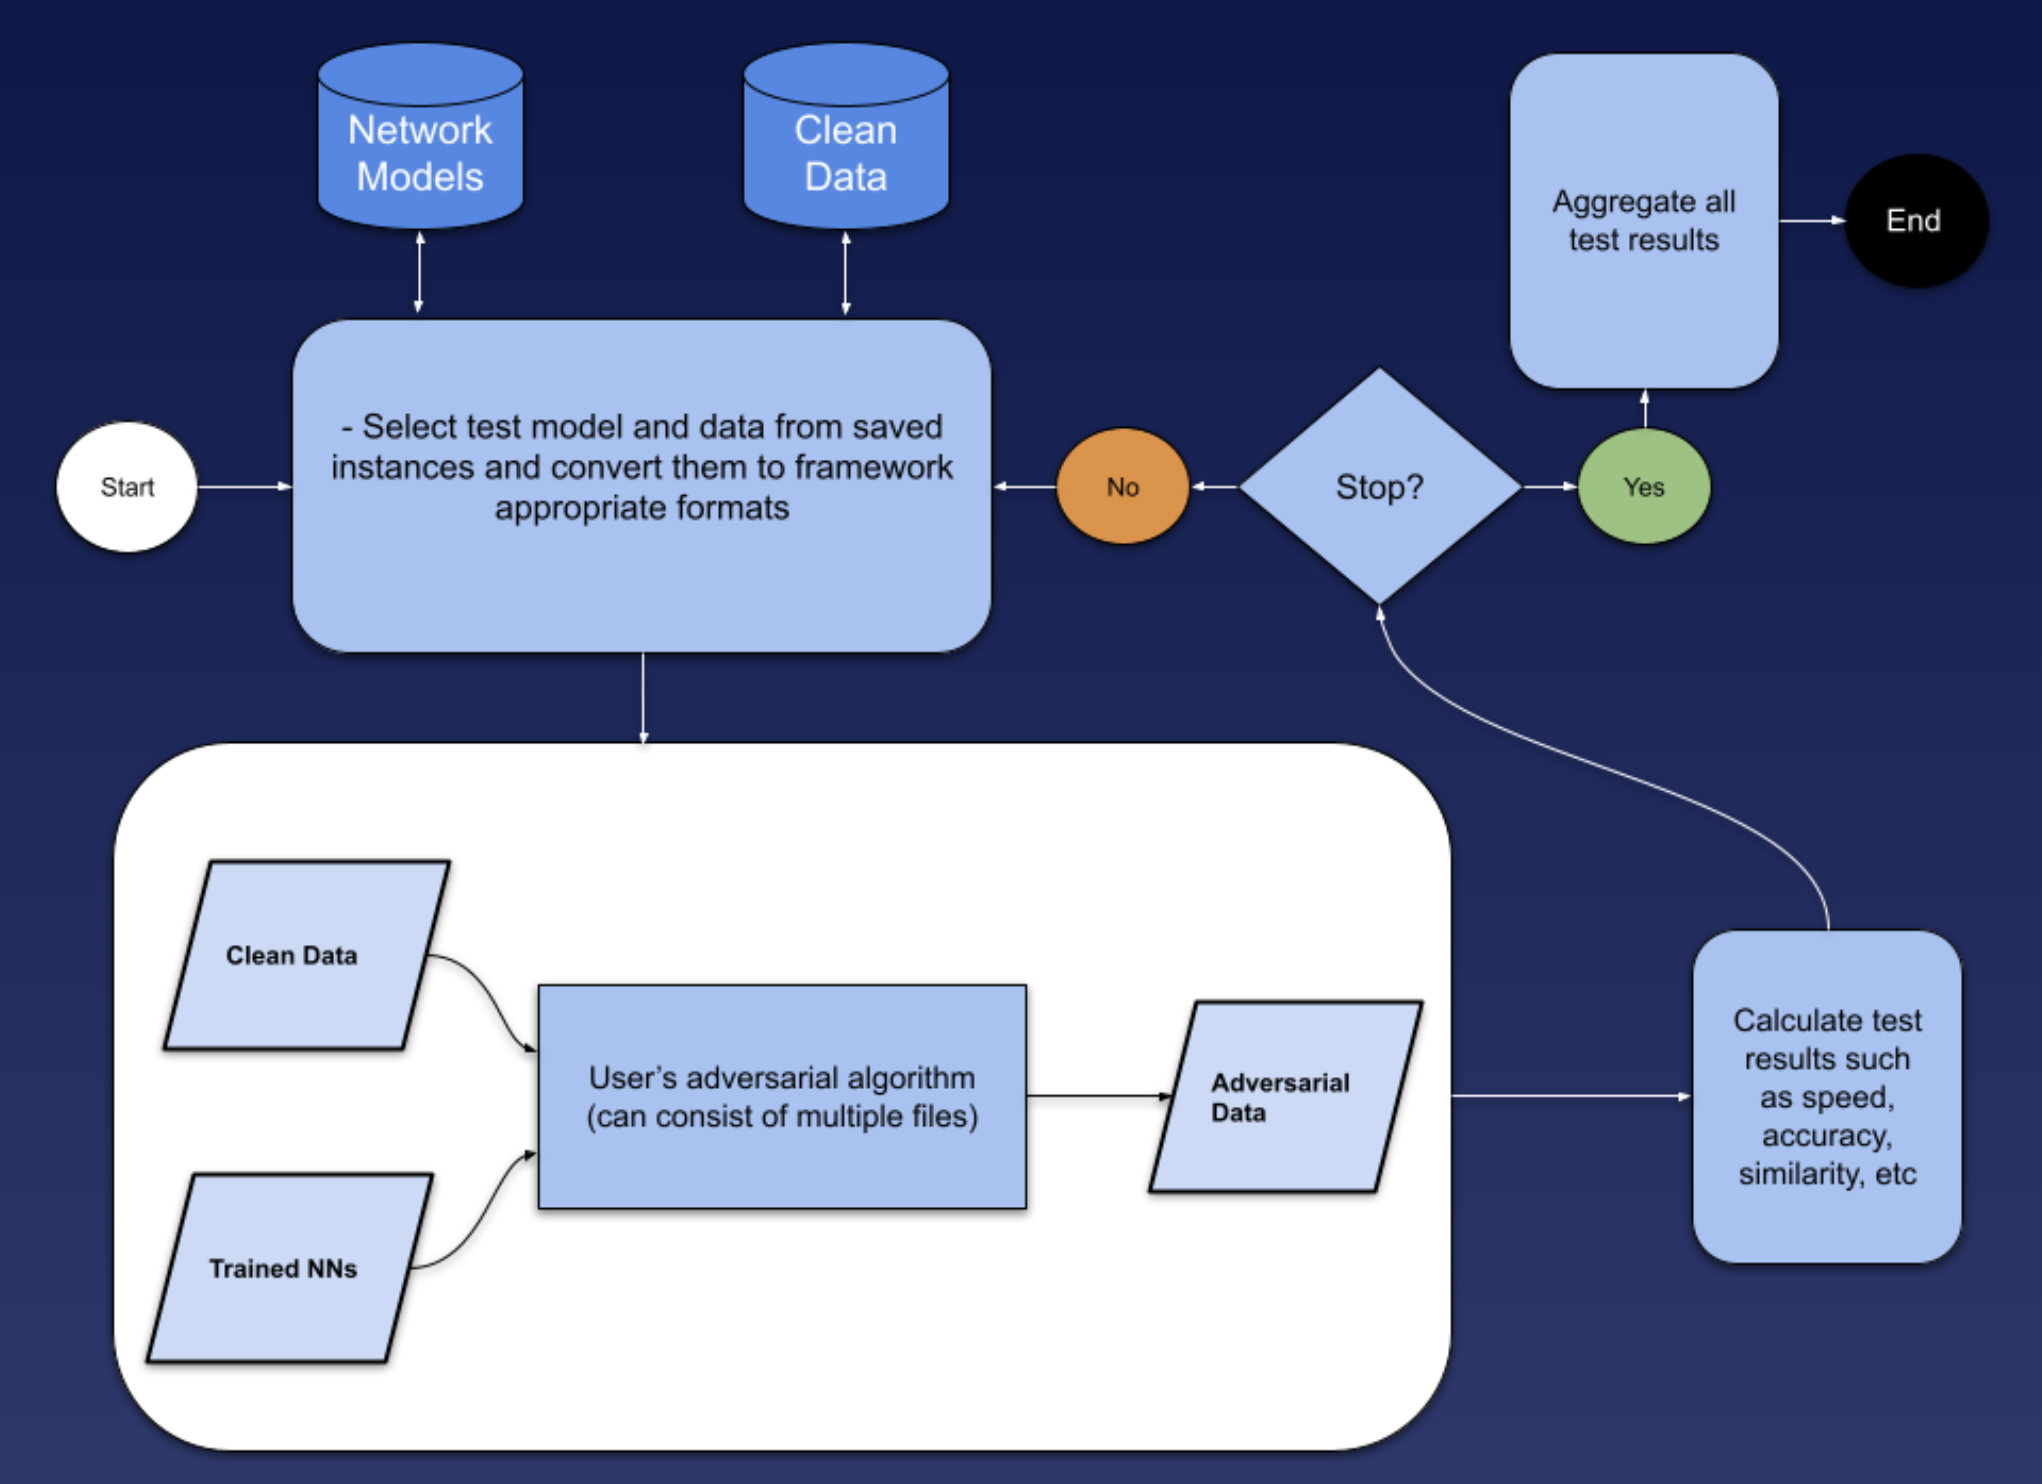 Network
Models
Clean
Data
Aggregate all
test results
End
Start
- Select test model and data from saved
instances and convert them to framework
appropriate formats
No
Stop?
Yes
Clean Data
Trained NNs
User’s adversarial algorithm
(can consist of multiple files)
Adversarial
Data
Calculate test
results such
as speed,
accuracy,
similarity, etc